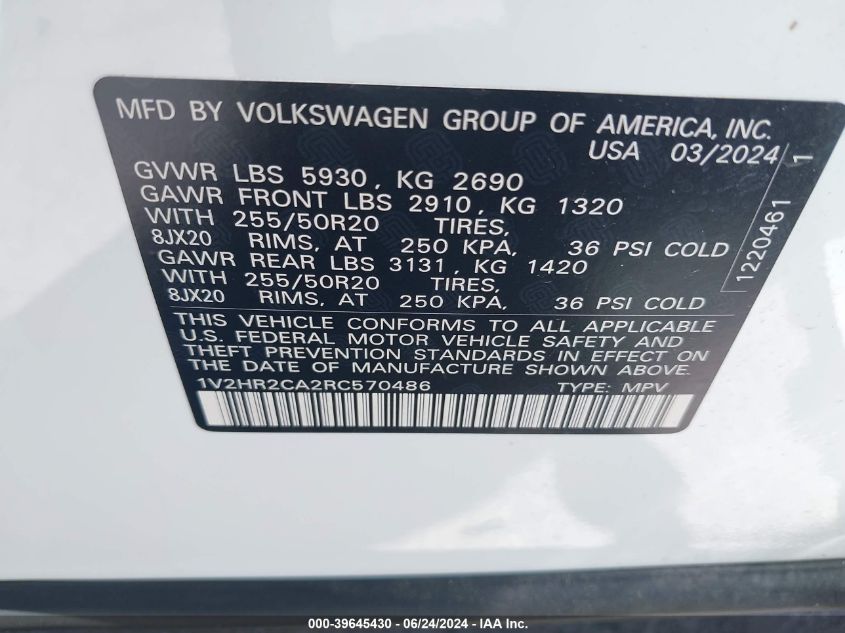 MFD BY VOLKSWAGEN GROUP OF AMERICA, INC.
USA 03/2024
GVWR LBS 5930, KG 2690
GAWR FRONT LBS 2910, KG 1320
WITH 255/50R20 TIRES,
8JX20 RIMS, AT 250 KPA, 36 PSI COLD
GAWR REAR LBS 3131, KG 1420
WITH 255/50R20 TIRES,
8JX20 RIMS, AT 250 KPA, 36 PSI COLD
THIS VEHICLE CONFORMS TO ALL APPLICABLE
U.S. FEDERAL MOTOR VEHICLE SAFETY AND
THEFT PREVENTION STANDARDS IN EFFECT ON
THE DATE OF MANUFACTURE SHOWN ABOVE.
1V2HR2CA2RC570486 TYPE: MPV
1220461 1
000-39645430 - 06/24/2024 - IAAI Inc.